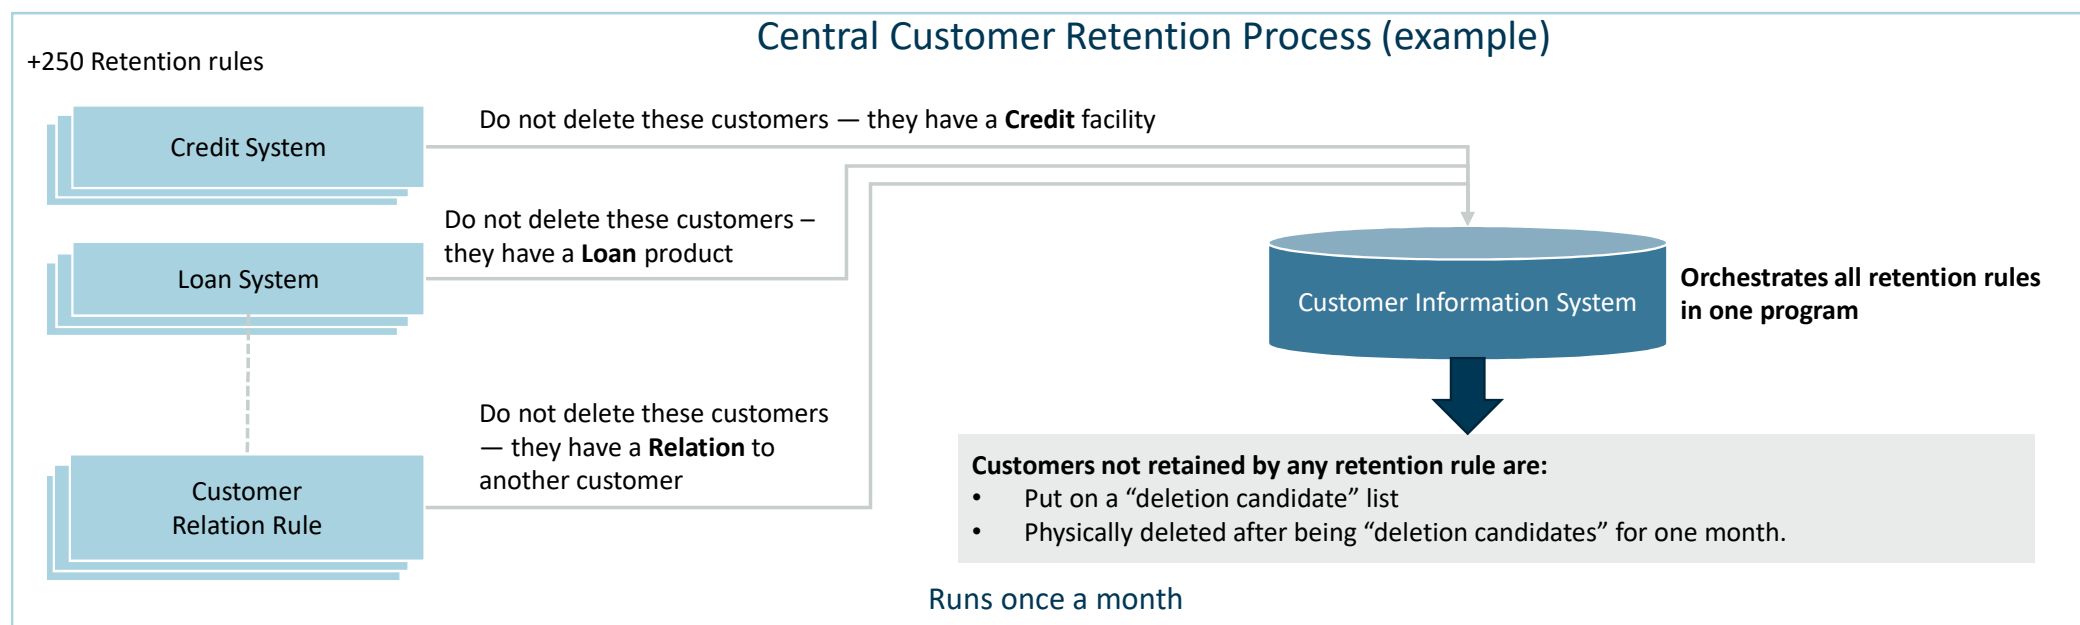 Central Customer Retention Process (example)
+250 Retention rules
Credit System
Do not delete these customers — they have a Credit facility
Loan System
Do not delete these customers –
they have a Loan product
Customer
Relation Rule
Do not delete these customers
— they have a Relation to
another customer
Customer Information System
Orchestrates all retention rules
in one program
Customers not retained by any retention rule are:
• Put on a “deletion candidate” list
• Physically deleted after being “deletion candidates” for one month.
Runs once a month